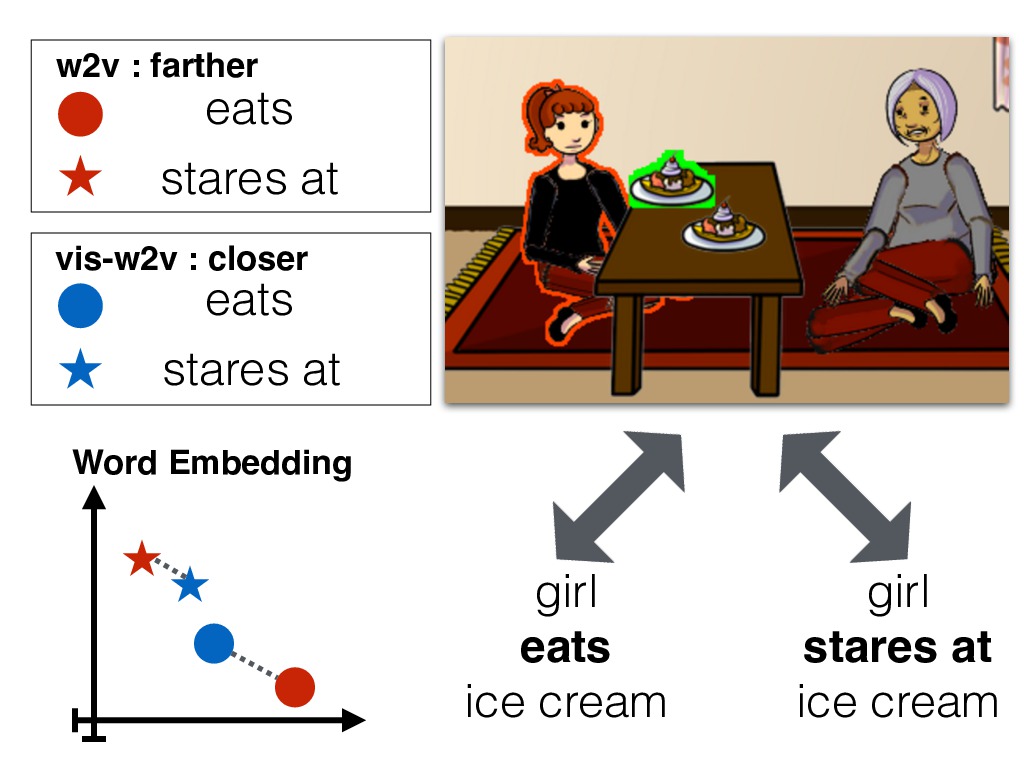 w2v : farther
eats
stares at
vis-w2v : closer
eats
stares at
Word Embedding
girl
eats
ice cream
girl
stares at
ice cream